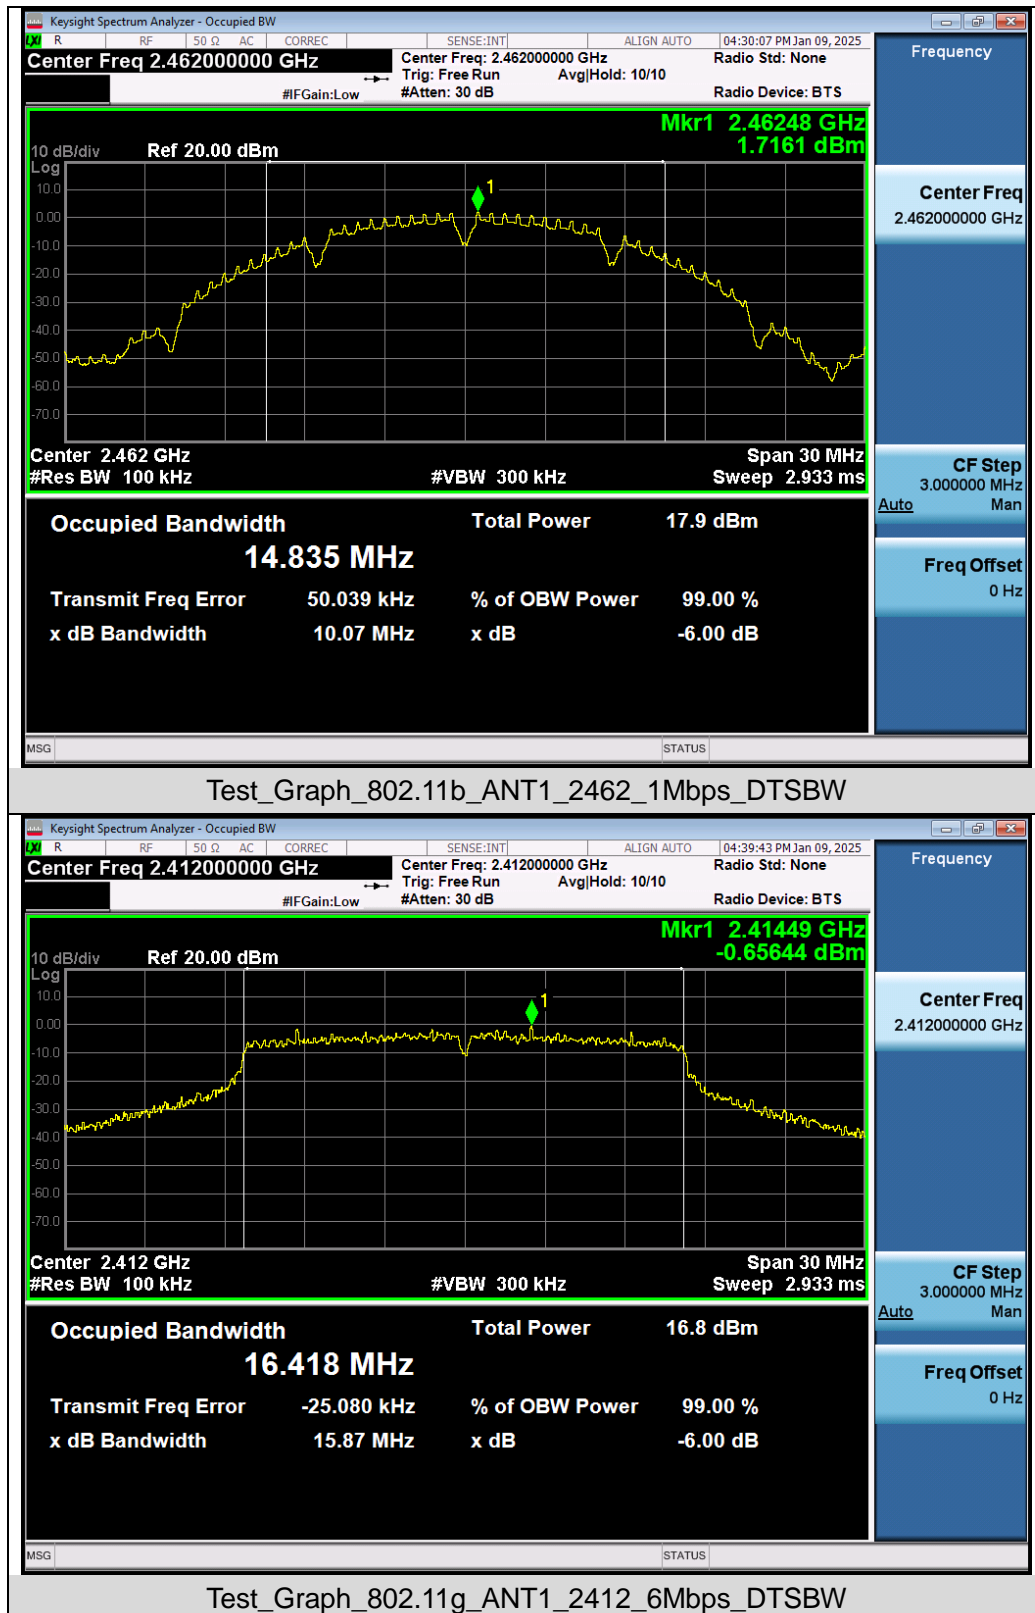 Keysight Spectrum Analyzer - Occupied BW
LXI R RF 50 Ω AC CORREC SENSE:INT ALIGN AUTO 04:30:07 PM Jan 09, 2025
Center Freq 2.462000000 GHz
Center Freq: 2.462000000 GHz
Radio Std: None
Trig: Free Run Avg|Hold: 10/10
#IFGain:Low
#Atten: 30 dB
Radio Device: BTS
Frequency
Mkr1 2.46248 GHz
1.7161 dBm
10 dB/div Ref 20.00 dBm
Log
10.0
0.00
-10.0
-20.0
-30.0
-40.0
-50.0
-60.0
-70.0
1
Center 2.462 GHz
Span 30 MHz
#Res BW 100 kHz
#VBW 300 kHz
Sweep 2.933 ms
Center Freq
2.462000000 GHz
CF Step
3.000000 MHz
Auto Man
Freq Offset
0 Hz
Occupied Bandwidth
14.835 MHz
Total Power 17.9 dBm
Transmit Freq Error 50.039 kHz
% of OBW Power 99.00 %
x dB Bandwidth 10.07 MHz
x dB -6.00 dB
MSG
STATUS
Test_Graph_802.11b_ANT1_2462_1Mbps_DTSBW
Keysight Spectrum Analyzer - Occupied BW
LXI R RF 50 Ω AC CORREC SENSE:INT ALIGN AUTO 04:39:43 PM Jan 09, 2025
Center Freq 2.412000000 GHz
Center Freq: 2.412000000 GHz
Radio Std: None
Trig: Free Run Avg|Hold: 10/10
#IFGain:Low
#Atten: 30 dB
Radio Device: BTS
Frequency
Mkr1 2.41449 GHz
-0.65644 dBm
10 dB/div Ref 20.00 dBm
Log
10.0
0.00
-10.0
-20.0
-30.0
-40.0
-50.0
-60.0
-70.0
1
Center 2.412 GHz
Span 30 MHz
#Res BW 100 kHz
#VBW 300 kHz
Sweep 2.933 ms
Center Freq
2.412000000 GHz
CF Step
3.000000 MHz
Auto Man
Freq Offset
0 Hz
Occupied Bandwidth
16.418 MHz
Total Power 16.8 dBm
Transmit Freq Error -25.080 kHz
% of OBW Power 99.00 %
x dB Bandwidth 15.87 MHz
x dB -6.00 dB
MSG
STATUS
Test_Graph_802.11g_ANT1_2412_6Mbps_DTSBW